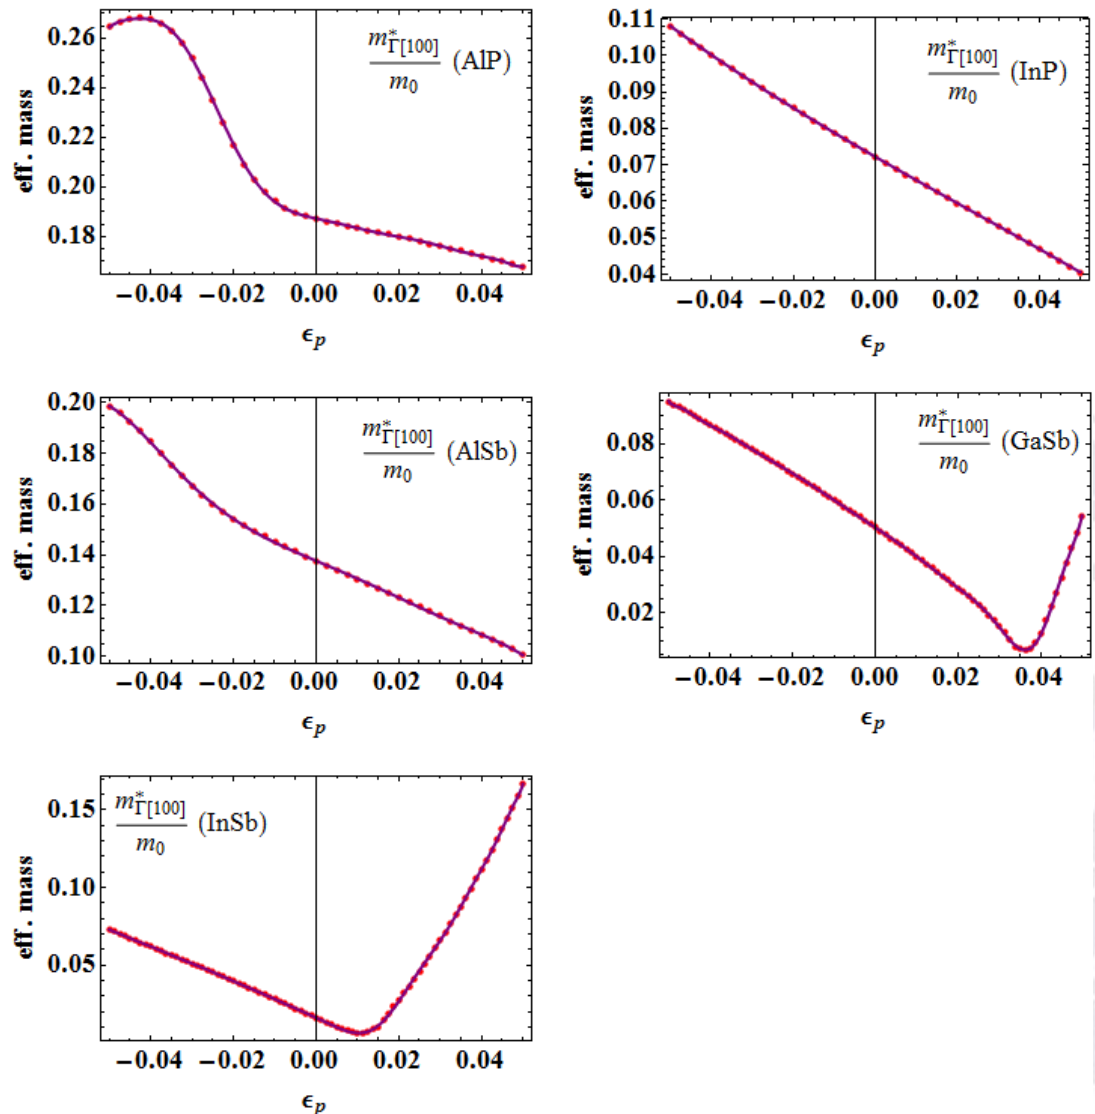 m*Γ[100] / m0 (AlP)
eff. mass
0.26
0.24
0.22
0.20
0.18
−0.04 −0.02 0.00 0.02 0.04
ϵp
m*Γ[100] / m0 (InP)
eff. mass
0.11
0.10
0.09
0.08
0.07
0.06
0.05
0.04
−0.04 −0.02 0.00 0.02 0.04
ϵp
m*Γ[100] / m0 (AlSb)
eff. mass
0.20
0.18
0.16
0.14
0.12
0.10
−0.04 −0.02 0.00 0.02 0.04
ϵp
m*Γ[100] / m0 (GaSb)
eff. mass
0.08
0.06
0.04
0.02
−0.04 −0.02 0.00 0.02 0.04
ϵp
m*Γ[100] / m0 (InSb)
eff. mass
0.15
0.10
0.05
−0.04 −0.02 0.00 0.02 0.04
ϵp